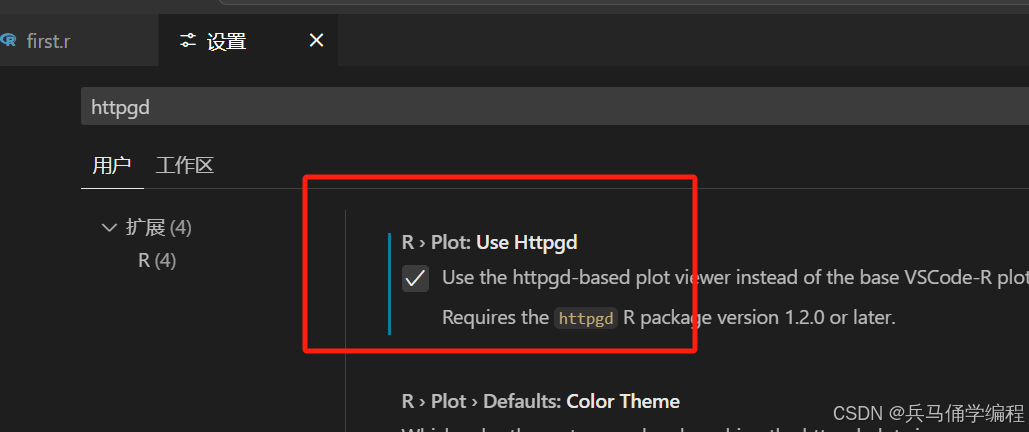 first.r
设置
httpgd
用户 工作区
扩展 (4)
R (4)
R › Plot: Use Httpgd
Use the httpgd-based plot viewer instead of the base VSCode-R plot
Requires the httpgd R package version 1.2.0 or later.
R › Plot › Defaults: Color Theme
CSDN @兵马俑学编程